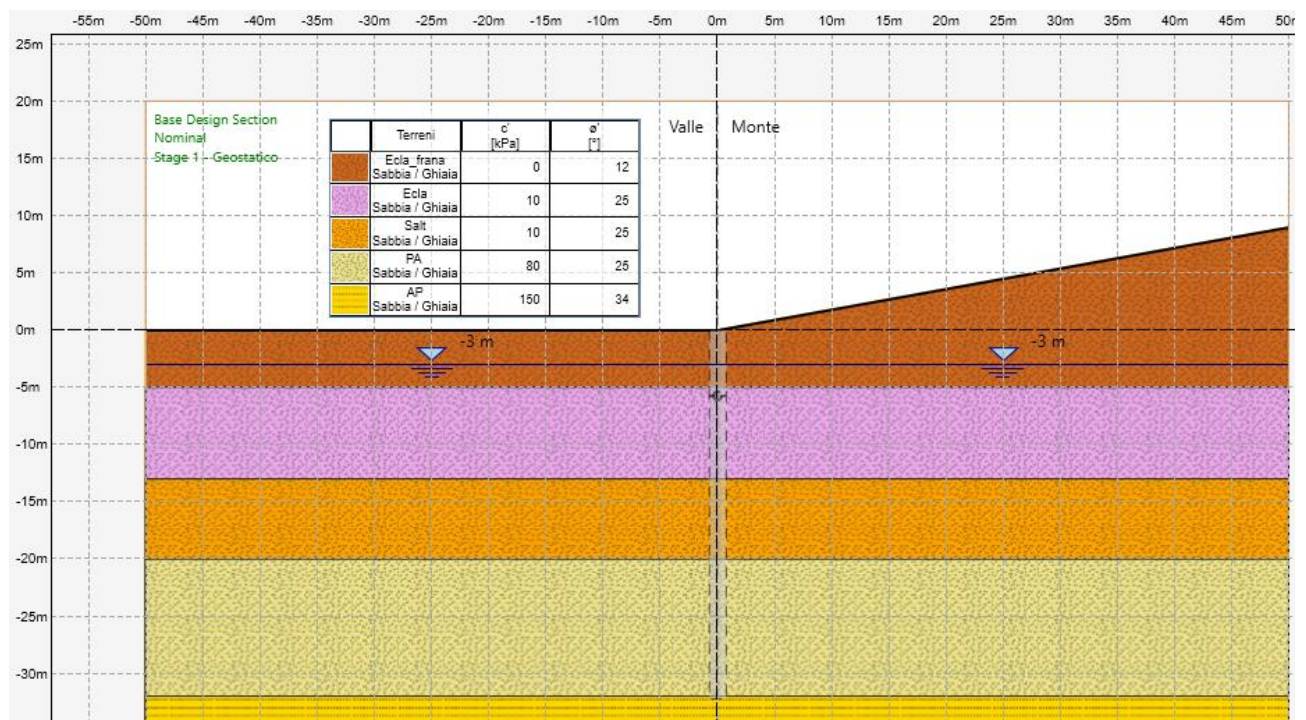 -55m -50m -45m -40m -35m -30m -25m -20m -15m -10m -5m 0m 5m 10m 15m 20m 25m 30m 35m 40m 45m 50m
25m
20m
Base Design Section
Nominal
Stage 1 - Geostatico
Terreni c' [kPa] ø' [°]
Ecla_frana
Sabbia / Ghiaia 0 12
Ecla
Sabbia / Ghiaia 10 25
Salt
Sabbia / Ghiaia 10 25
PA
Sabbia / Ghiaia 80 25
AP
Sabbia / Ghiaia 150 34
Valle Monte
15m
10m
5m
0m
-3 m -3 m
-5m
-10m
-15m
-20m
-25m
-30m